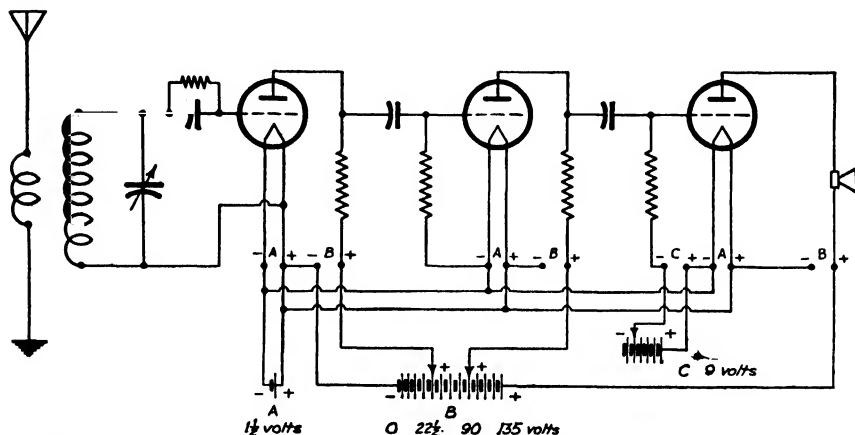 - A + - B + - A + - B + - C + - A + - B +
- + + - +
- + - + C 9 volts
A B
1½ volts 0 22½ 90 135 volts